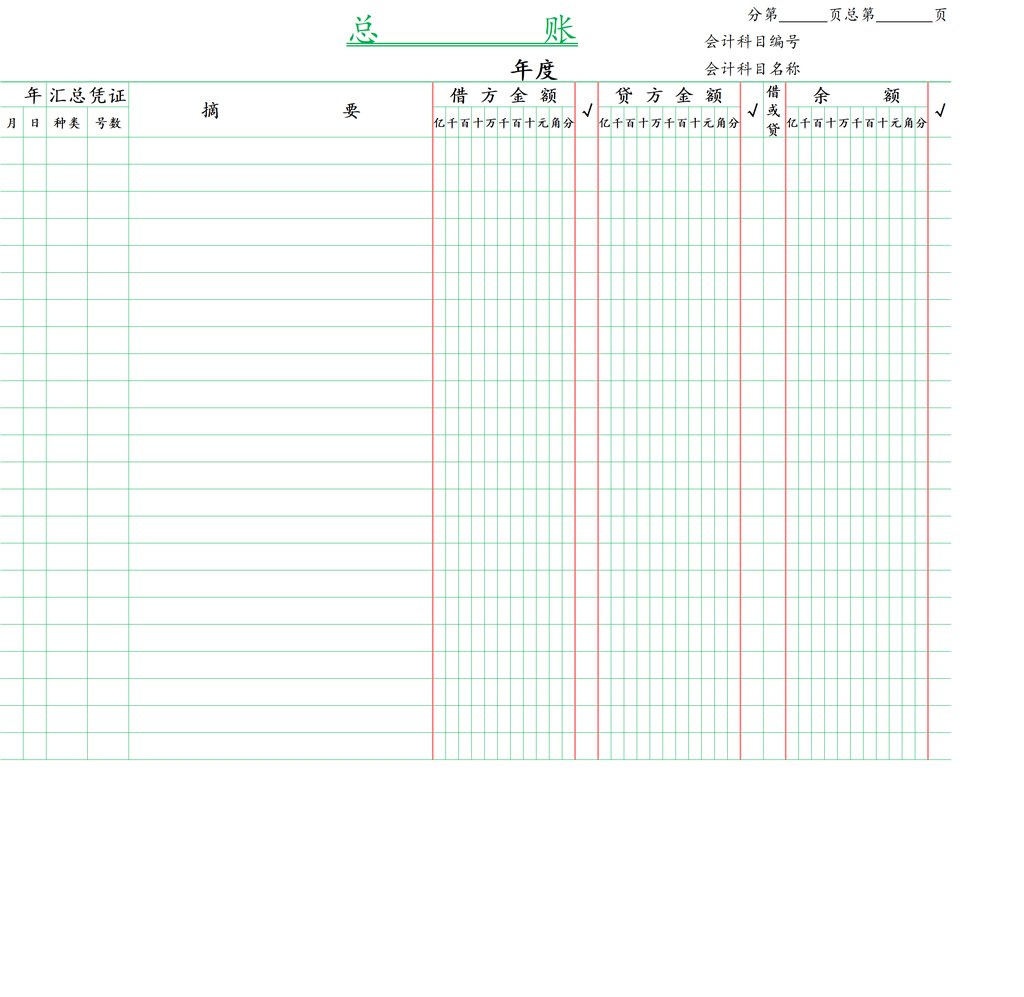 分第______页总第_______页
总 账
会计科目编号
年度
会计科目名称
年 汇总凭证 摘 要 借方金额 √ 贷方金额 √ 借或贷 余 额 √
月 日 种类 号数 亿千百十万千百十元角分 亿千百十万千百十元角分 亿千百十万千百十元角分